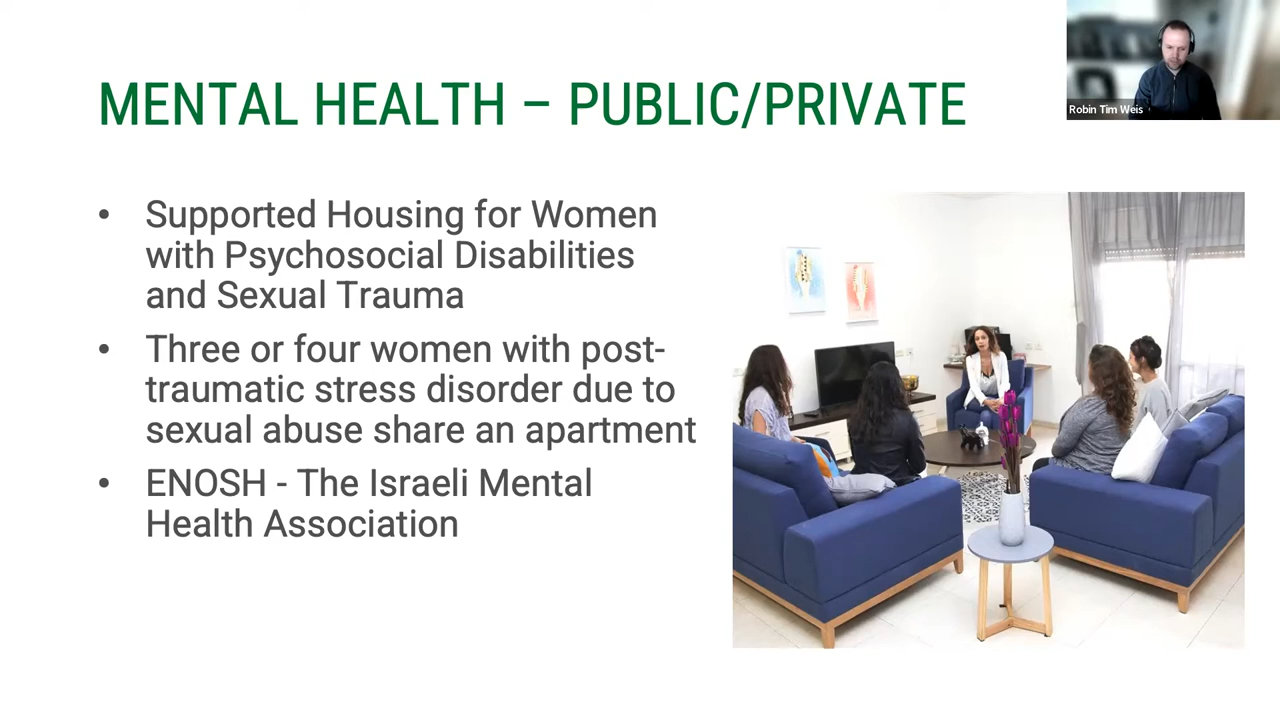 MENTAL HEALTH – PUBLIC/PRIVATE
Robin Tim Weis
• Supported Housing for Women
with Psychosocial Disabilities
and Sexual Trauma
• Three or four women with post-
traumatic stress disorder due to
sexual abuse share an apartment
• ENOSH - The Israeli Mental
Health Association